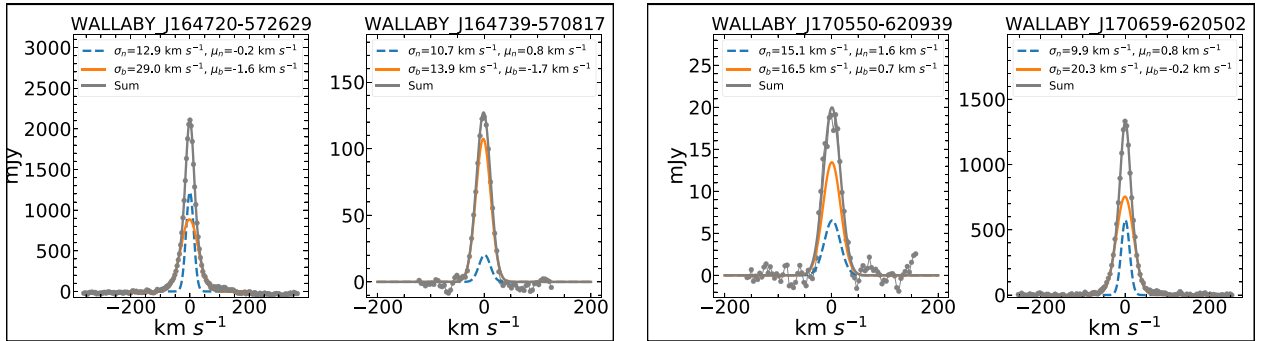 WALLABY_J164720-572629
σn=12.9 km s⁻¹, μn=-0.2 km s⁻¹
σb=29.0 km s⁻¹, μb=-1.6 km s⁻¹
Sum
3000
2500
2000
1500
1000
500
0
mJy
−200 0 200
km s⁻¹
WALLABY_J164739-570817
σn=10.7 km s⁻¹, μn=0.8 km s⁻¹
σb=13.9 km s⁻¹, μb=-1.7 km s⁻¹
Sum
150
100
50
0
−200 0 200
km s⁻¹
WALLABY_J170550-620939
σn=15.1 km s⁻¹, μn=1.6 km s⁻¹
σb=16.5 km s⁻¹, μb=0.7 km s⁻¹
Sum
25
20
15
10
5
0
mJy
−200 0 200
km s⁻¹
WALLABY_J170659-620502
σn=9.9 km s⁻¹, μn=0.8 km s⁻¹
σb=20.3 km s⁻¹, μb=-0.2 km s⁻¹
Sum
1500
1000
500
0
−200 0 200
km s⁻¹